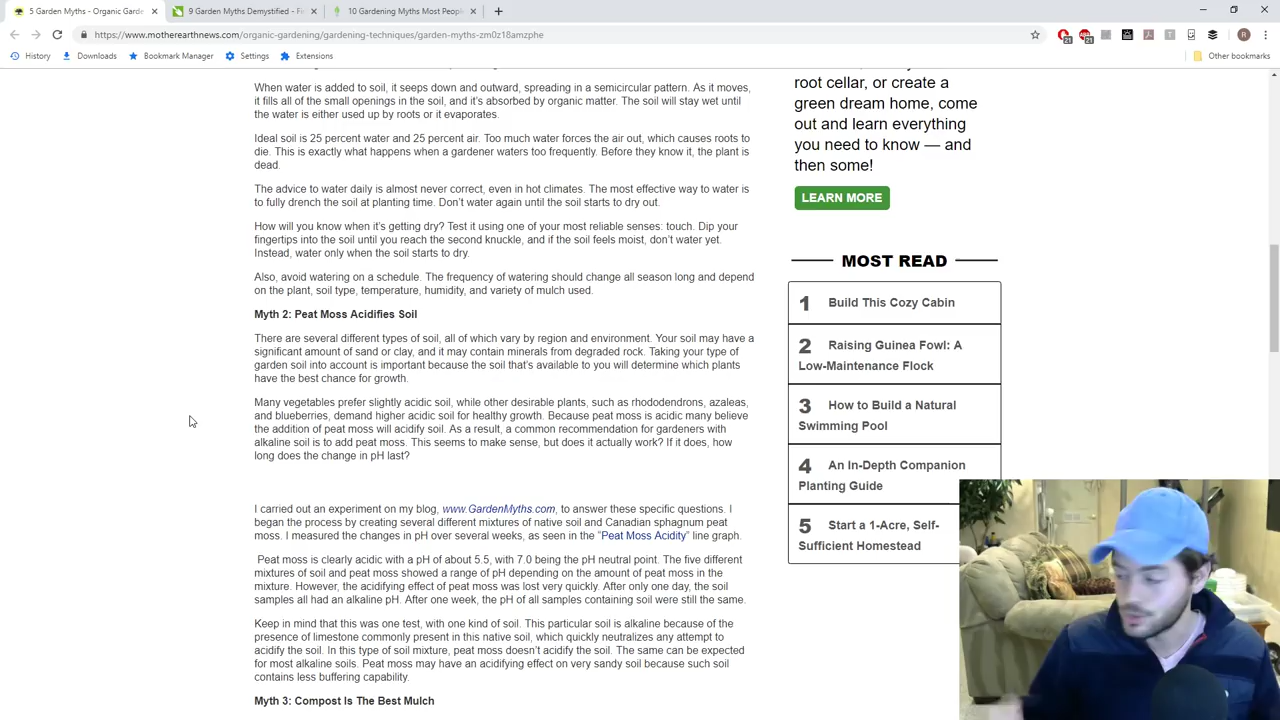 5 Garden Myths - Organic Garde
9 Garden Myths Demystified - Fi
10 Gardening Myths Most Peopl
https://www.motherearthnews.com/organic-gardening/gardening-techniques/garden-myths-zm0z18amzphe
21
21
R
History
Downloads
Bookmark Manager
Settings
Extensions
Other bookmarks
When water is added to soil, it seeps down and outward, spreading in a semicircular pattern. As it moves,
it fills all of the small openings in the soil, and it's absorbed by organic matter. The soil will stay wet until
the water is either used up by roots or it evaporates.
Ideal soil is 25 percent water and 25 percent air. Too much water forces the air out, which causes roots to
die. This is exactly what happens when a gardener waters too frequently. Before they know it, the plant is
dead.
The advice to water daily is almost never correct, even in hot climates. The most effective way to water is
to fully drench the soil at planting time. Don't water again until the soil starts to dry out.
How will you know when it's getting dry? Test it using one of your most reliable senses: touch. Dip your
fingertips into the soil until you reach the second knuckle, and if the soil feels moist, don't water yet.
Instead, water only when the soil starts to dry.
Also, avoid watering on a schedule. The frequency of watering should change all season long and depend
on the plant, soil type, temperature, humidity, and variety of mulch used.
Myth 2: Peat Moss Acidifies Soil
There are several different types of soil, all of which vary by region and environment. Your soil may have a
significant amount of sand or clay, and it may contain minerals from degraded rock. Taking your type of
garden soil into account is important because the soil that's available to you will determine which plants
have the best chance for growth.
Many vegetables prefer slightly acidic soil, while other desirable plants, such as rhododendrons, azaleas,
and blueberries, demand higher acidic soil for healthy growth. Because peat moss is acidic many believe
the addition of peat moss will acidify soil. As a result, a common recommendation for gardeners with
alkaline soil is to add peat moss. This seems to make sense, but does it actually work? If it does, how
long does the change in pH last?
I carried out an experiment on my blog, www.GardenMyths.com, to answer these specific questions. I
began the process by creating several different mixtures of native soil and Canadian sphagnum peat
moss. I measured the changes in pH over several weeks, as seen in the "Peat Moss Acidity" line graph.
Peat moss is clearly acidic with a pH of about 5.5, with 7.0 being the pH neutral point. The five different
mixtures of soil and peat moss showed a range of pH depending on the amount of peat moss in the
mixture. However, the acidifying effect of peat moss was lost very quickly. After only one day, the soil
samples all had an alkaline pH. After one week, the pH of all samples containing soil were still the same.
Keep in mind that this was one test, with one kind of soil. This particular soil is alkaline because of the
presence of limestone commonly present in this native soil, which quickly neutralizes any attempt to
acidify the soil. In this type of soil mixture, peat moss doesn't acidify the soil. The same can be expected
for most alkaline soils. Peat moss may have an acidifying effect on very sandy soil because such soil
contains less buffering capability.
Myth 3: Compost Is The Best Mulch
root cellar, or create a
green dream home, come
out and learn everything
you need to know — and
then some!
LEARN MORE
MOST READ
1 Build This Cozy Cabin
2 Raising Guinea Fowl: A
Low-Maintenance Flock
3 How to Build a Natural
Swimming Pool
4 An In-Depth Companion
Planting Guide
5 Start a 1-Acre, Self-
Sufficient Homestead